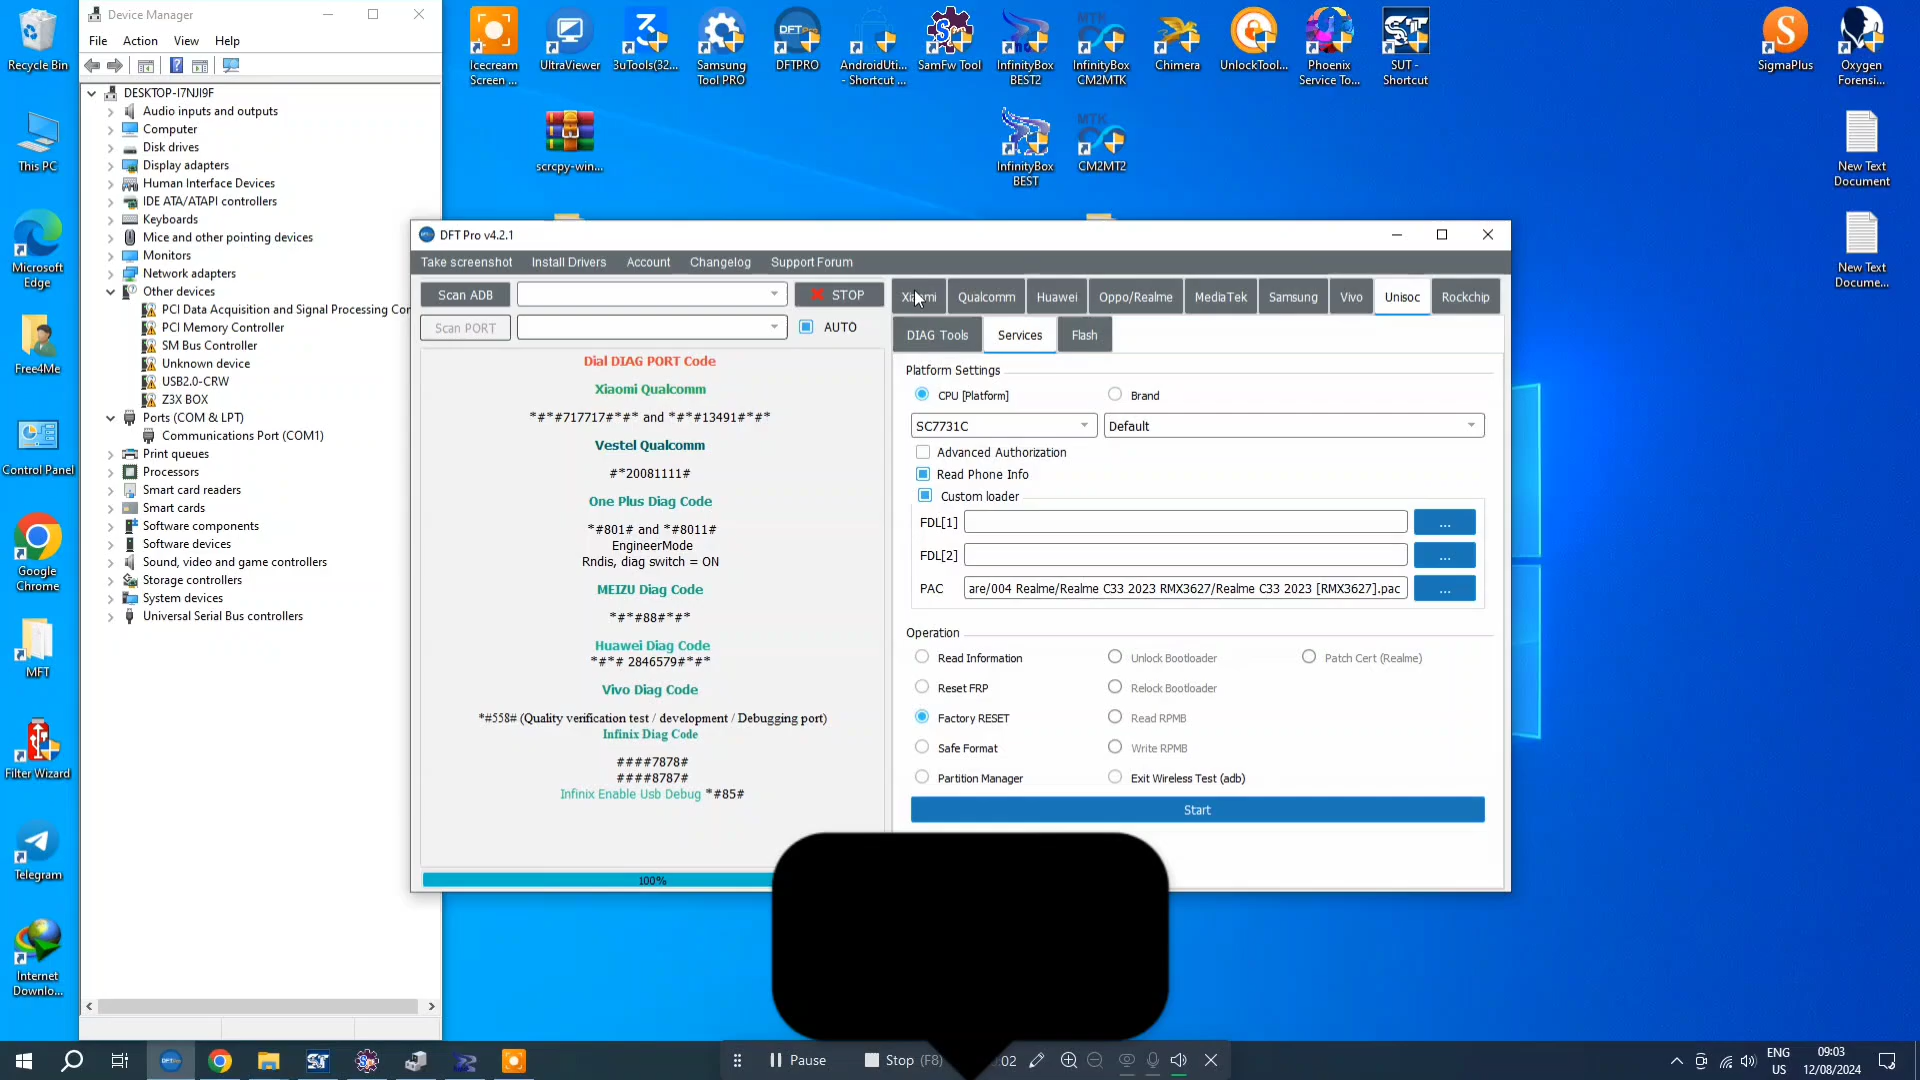 Recycle Bin
This PC
Microsoft
Edge
Free4Me
Control Panel
Google
Chrome
MFT
Filter Wizard
Telegram
Internet
Downlo...
Device Manager
File Action View Help
DESKTOP-I7NJI9F
Audio inputs and outputs
Computer
Disk drives
Display adapters
Human Interface Devices
IDE ATA/ATAPI controllers
Keyboards
Mice and other pointing devices
Monitors
Network adapters
Other devices
PCI Data Acquisition and Signal Processing Cor
PCI Memory Controller
SM Bus Controller
Unknown device
USB2.0-CRW
Z3X BOX
Ports (COM & LPT)
Communications Port (COM1)
Print queues
Processors
Smart card readers
Smart cards
Software components
Software devices
Sound, video and game controllers
Storage controllers
System devices
Universal Serial Bus controllers
Icecream
Screen ...
UltraViewer
3uTools(32...
Samsung
Tool PRO
DFTPRO
AndroidUti...
- Shortcut ...
SamFw Tool
InfinityBox
BEST2
InfinityBox
CM2MTK
Chimera
UnlockTool...
Phoenix
Service To...
SUT -
Shortcut
SigmaPlus
Oxygen
Forensi...
scrcpy-win...
InfinityBox
BEST
CM2MT2
New Text
Document
New Text
Docume...
DFT Pro v4.2.1
Take screenshot Install Drivers Account Changelog Support Forum
Scan ADB
STOP
Scan PORT
AUTO
Dial DIAG PORT Code
Xiaomi Qualcomm
*#*#717717#*#* and *#*#13491#*#*
Vestel Qualcomm
#*20081111#
One Plus Diag Code
*#801# and *#8011#
EngineerMode
Rndis, diag switch = ON
MEIZU Diag Code
*#*#88#*#*
Huawei Diag Code
*#*# 2846579#*#*
Vivo Diag Code
*#558# (Quality verification test / development / Debugging port)
Infinix Diag Code
####7878#
####8787#
Infinix Enable Usb Debug *#85#
100%
Xiaomi Qualcomm Huawei Oppo/Realme MediaTek Samsung Vivo Unisoc Rockchip
DIAG Tools Services Flash
Platform Settings
CPU [Platform] Brand
SC7731C Default
Advanced Authorization
Read Phone Info
Custom loader
FDL[1] ...
FDL[2] ...
PAC are/004 Realme/Realme C33 2023 RMX3627/Realme C33 2023 [RMX3627].pac ...
Operation
Read Information Unlock Bootloader Patch Cert (Realme)
Reset FRP Relock Bootloader
Factory RESET Read RPMB
Safe Format Write RPMB
Partition Manager Exit Wireless Test (adb)
Start
Pause Stop (F8) :02
ENG
US
09:03
12/08/2024